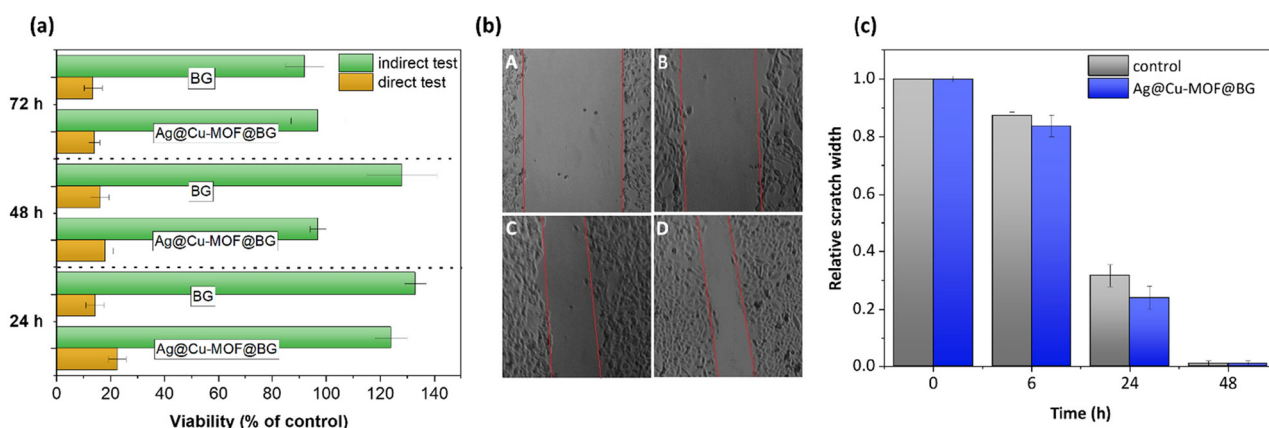 (a)
indirect test
direct test
BG
72 h
Ag@Cu-MOF@BG
BG
48 h
Ag@Cu-MOF@BG
BG
24 h
Ag@Cu-MOF@BG
0 20 40 60 80 100 120 140
Viability (% of control)
(b)
A B
C D
(c)
control
Ag@Cu-MOF@BG
1.0
0.8
0.6
0.4
0.2
0.0
Relative scratch width
0 6 24 48
Time (h)